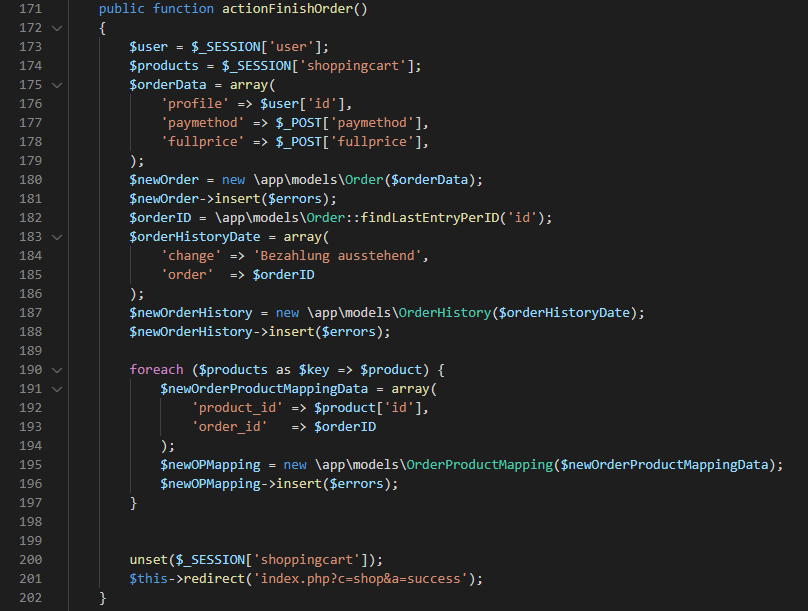 171 public function actionFinishOrder()
172 {
173 $user = $_SESSION['user'];
174 $products = $_SESSION['shoppingcart'];
175 $orderData = array(
176 'profile' => $user['id'],
177 'paymethod' => $_POST['paymethod'],
178 'fullprice' => $_POST['fullprice'],
179 );
180 $newOrder = new \app\models\Order($orderData);
181 $newOrder->insert($errors);
182 $orderID = \app\models\Order::findLastEntryPerID('id');
183 $orderHistoryDate = array(
184 'change' => 'Bezahlung ausstehend',
185 'order'  => $orderID
186 );
187 $newOrderHistory = new \app\models\OrderHistory($orderHistoryDate);
188 $newOrderHistory->insert($errors);
189
190 foreach ($products as $key => $product) {
191 $newOrderProductMappingData = array(
192 'product_id' => $product['id'],
193 'order_id'   => $orderID
194 );
195 $newOPMapping = new \app\models\OrderProductMapping($newOrderProductMappingData);
196 $newOPMapping->insert($errors);
197 }
198
199
200 unset($_SESSION['shoppingcart']);
201 $this->redirect('index.php?c=shop&a=success');
202 }